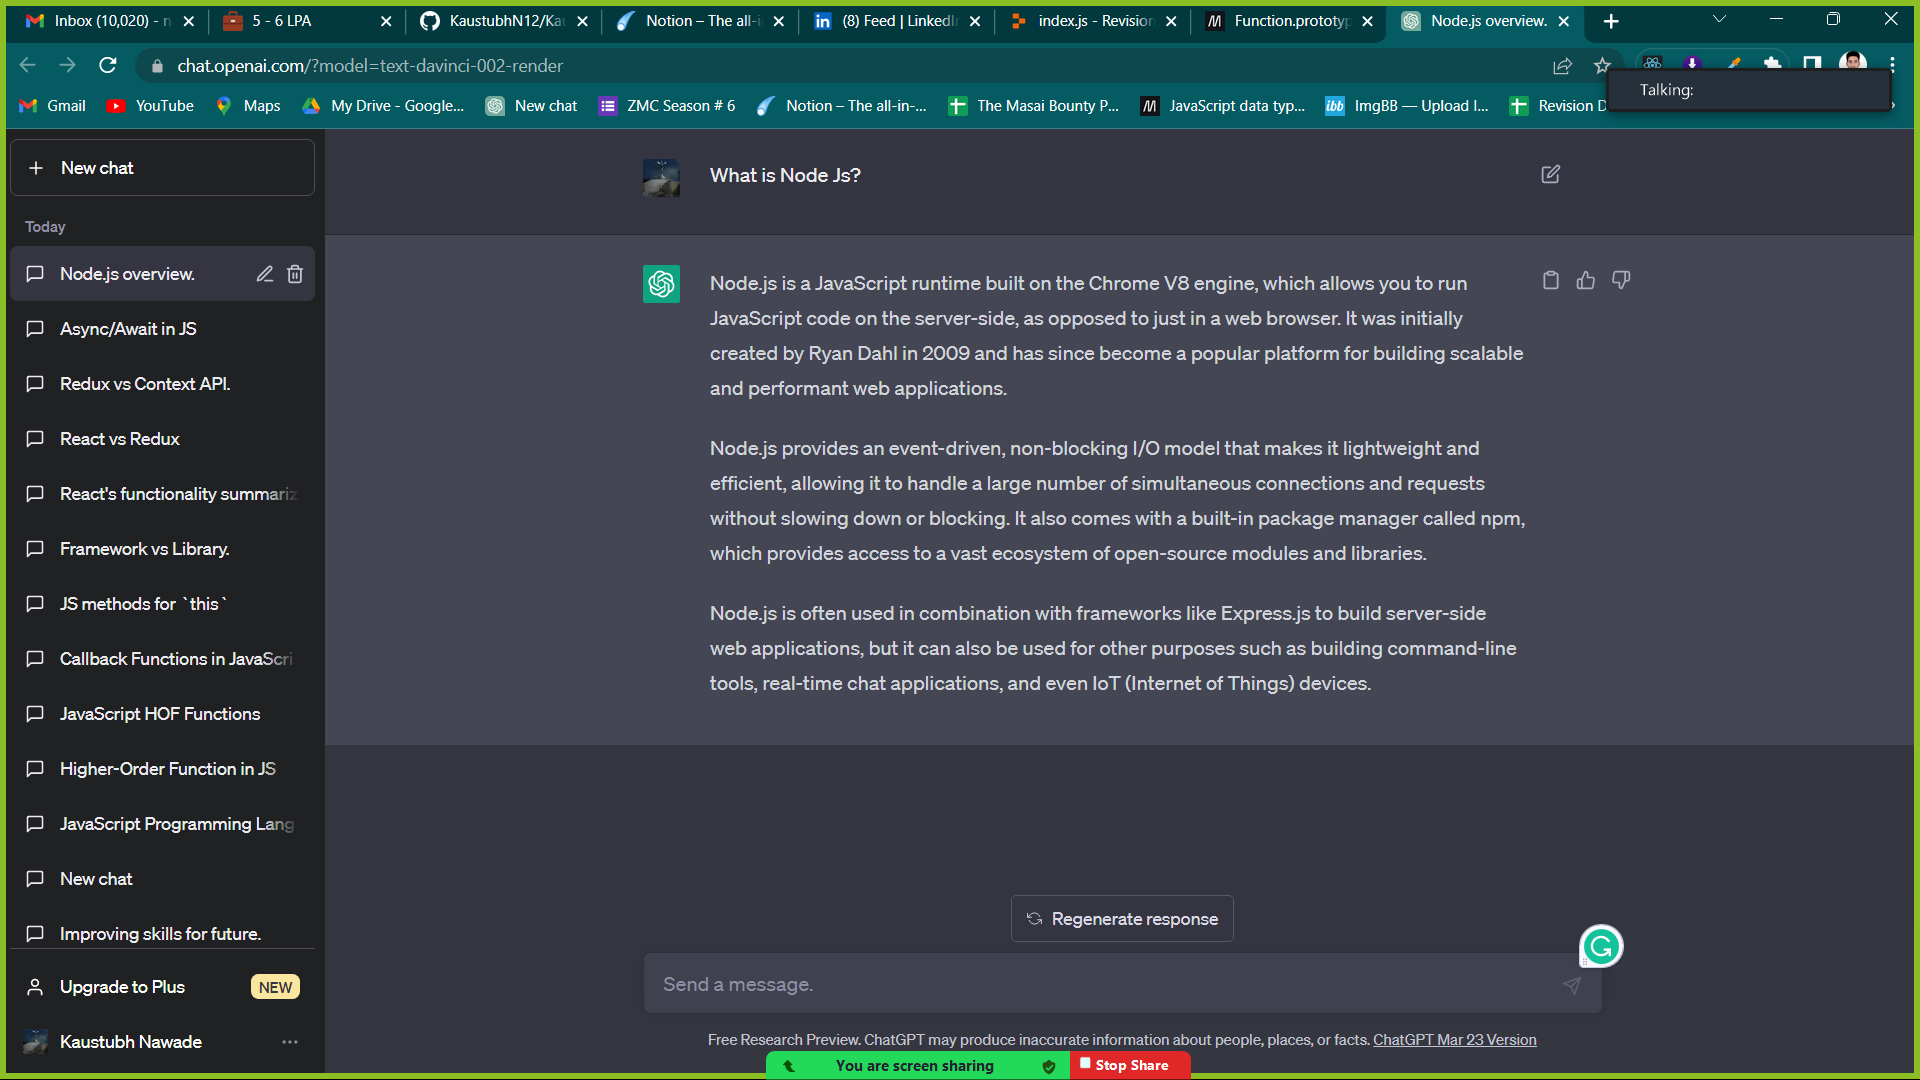 Inbox (10,020) - n
5 - 6 LPA
KaustubhN12/Kau
Notion – The all-i
(8) Feed | LinkedIn
index.js - Revision
Function.prototyp
Node.js overview.
chat.openai.com/?model=text-davinci-002-render
Gmail
YouTube
Maps
My Drive - Google...
New chat
ZMC Season # 6
Notion – The all-in-...
The Masai Bounty P...
JavaScript data typ...
ImgBB — Upload I...
Revision D
Talking:
New chat
Today
Node.js overview.
Async/Await in JS
Redux vs Context API.
React vs Redux
React's functionality summariz
Framework vs Library.
JS methods for `this`
Callback Functions in JavaScri
JavaScript HOF Functions
Higher-Order Function in JS
JavaScript Programming Lang
New chat
Improving skills for future.
Upgrade to Plus
NEW
Kaustubh Nawade
What is Node Js?
Node.js is a JavaScript runtime built on the Chrome V8 engine, which allows you to run
JavaScript code on the server-side, as opposed to just in a web browser. It was initially
created by Ryan Dahl in 2009 and has since become a popular platform for building scalable
and performant web applications.
Node.js provides an event-driven, non-blocking I/O model that makes it lightweight and
efficient, allowing it to handle a large number of simultaneous connections and requests
without slowing down or blocking. It also comes with a built-in package manager called npm,
which provides access to a vast ecosystem of open-source modules and libraries.
Node.js is often used in combination with frameworks like Express.js to build server-side
web applications, but it can also be used for other purposes such as building command-line
tools, real-time chat applications, and even IoT (Internet of Things) devices.
Regenerate response
Send a message.
Free Research Preview. ChatGPT may produce inaccurate information about people, places, or facts. ChatGPT Mar 23 Version
You are screen sharing
Stop Share